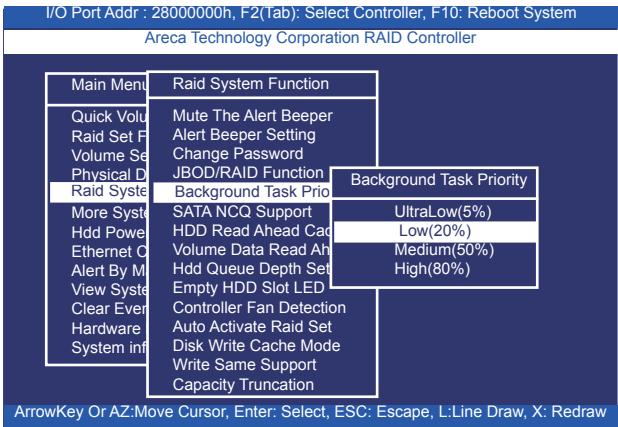 I/O Port Addr : 28000000h, F2(Tab): Select Controller, F10: Reboot System
Areca Technology Corporation RAID Controller
Main Menu
Quick Volu
Raid Set F
Volume Se
Physical D
Raid Syste
More Syste
Hdd Powe
Ethernet C
Alert By M
View Syste
Clear Even
Hardware
System inf
Raid System Function
Mute The Alert Beeper
Alert Beeper Setting
Change Password
JBOD/RAID Function
Background Task Prio
SATA NCQ Support
HDD Read Ahead Cac
Volume Data Read Ah
Hdd Queue Depth Set
Empty HDD Slot LED
Controller Fan Detection
Auto Activate Raid Set
Disk Write Cache Mode
Write Same Support
Capacity Truncation
Background Task Priority
UltraLow(5%)
Low(20%)
Medium(50%)
High(80%)
ArrowKey Or AZ:Move Cursor, Enter: Select, ESC: Escape, L:Line Draw, X: Redraw